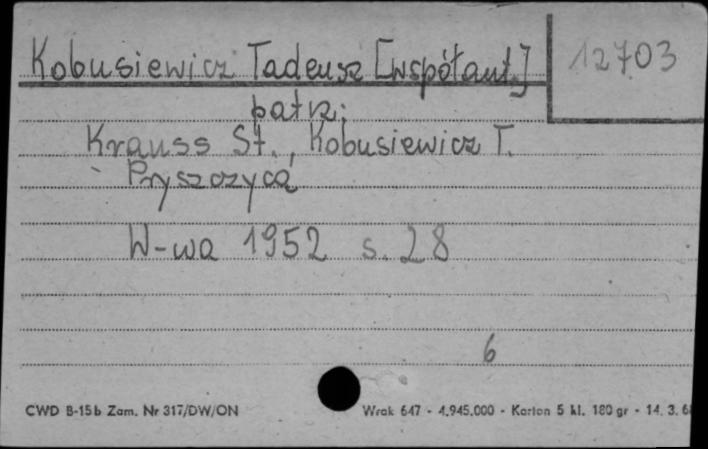 Kobusiewicz Tadeusz [współaut.]
12703
patrz:
Krauss St., Kobusiewicz T.
Pryszczyca
W-wa 1952 s. 28
6
CWD B-15b Zam. Nr 317/DW/ON
Wrak 647 - 4.945.000 - Karton 5 kl. 180 gr - 14. 3. 6